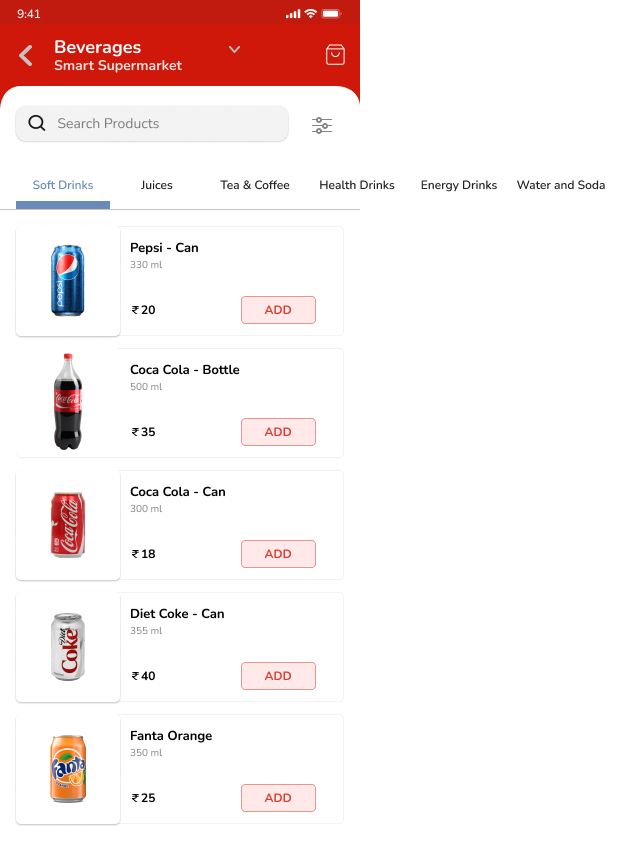 9:41
Beverages
Smart Supermarket
Search Products
Soft Drinks Juices Tea & Coffee Health Drinks Energy Drinks Water and Soda
pepsi
Pepsi - Can
330 ml
₹ 20 ADD
Coca-Cola
Coca Cola - Bottle
500 ml
₹ 35 ADD
Coca-Cola
Coca Cola - Can
300 ml
₹ 18 ADD
Diet
Coke
Diet Coke - Can
355 ml
₹ 40 ADD
Fanta
Fanta Orange
350 ml
₹ 25 ADD